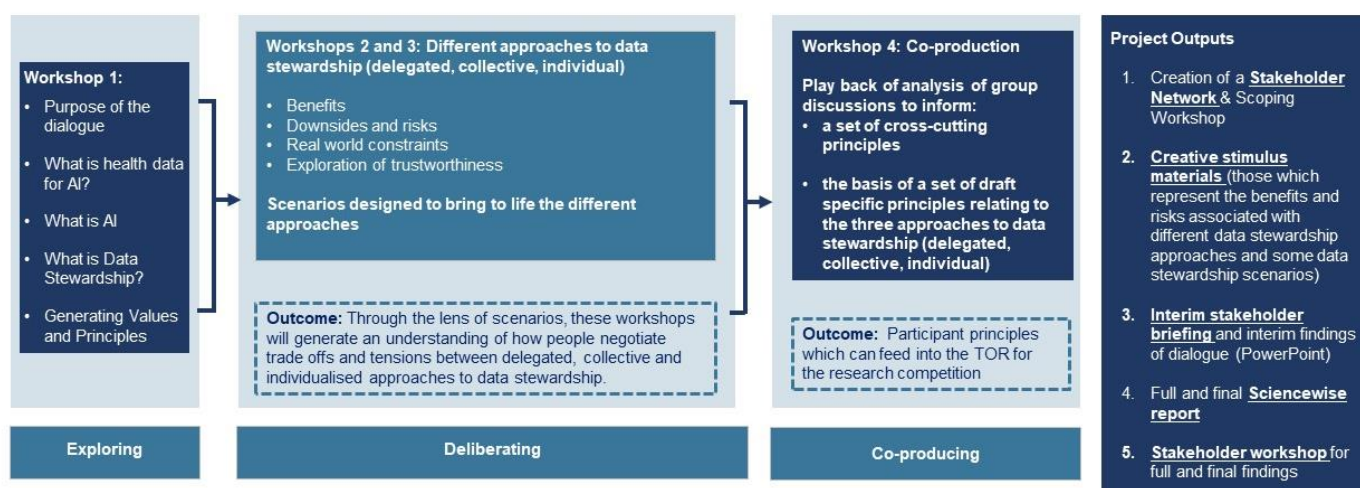 Workshop 1:
• Purpose of the
dialogue
• What is health data
for AI?
• What is AI
• What is Data
Stewardship?
• Generating Values
and Principles
Exploring
Workshops 2 and 3: Different approaches to data
stewardship (delegated, collective, individual)
• Benefits
• Downsides and risks
• Real world constraints
• Exploration of trustworthiness
Scenarios designed to bring to life the different
approaches
Outcome: Through the lens of scenarios, these workshops
will generate an understanding of how people negotiate
trade offs and tensions between delegated, collective and
individualised approaches to data stewardship.
Deliberating
Workshop 4: Co-production
Play back of analysis of group
discussions to inform:
• a set of cross-cutting
principles
• the basis of a set of draft
specific principles relating to
the three approaches to data
stewardship (delegated,
collective, individual)
Outcome: Participant principles
which can feed into the TOR for
the research competition
Co-producing
Project Outputs
1. Creation of a Stakeholder
Network & Scoping
Workshop
2. Creative stimulus
materials (those which
represent the benefits and
risks associated with
different data stewardship
approaches and some data
stewardship scenarios)
3. Interim stakeholder
briefing and interim findings
of dialogue (PowerPoint)
4. Full and final Sciencewise
report
5. Stakeholder workshop for
full and final findings